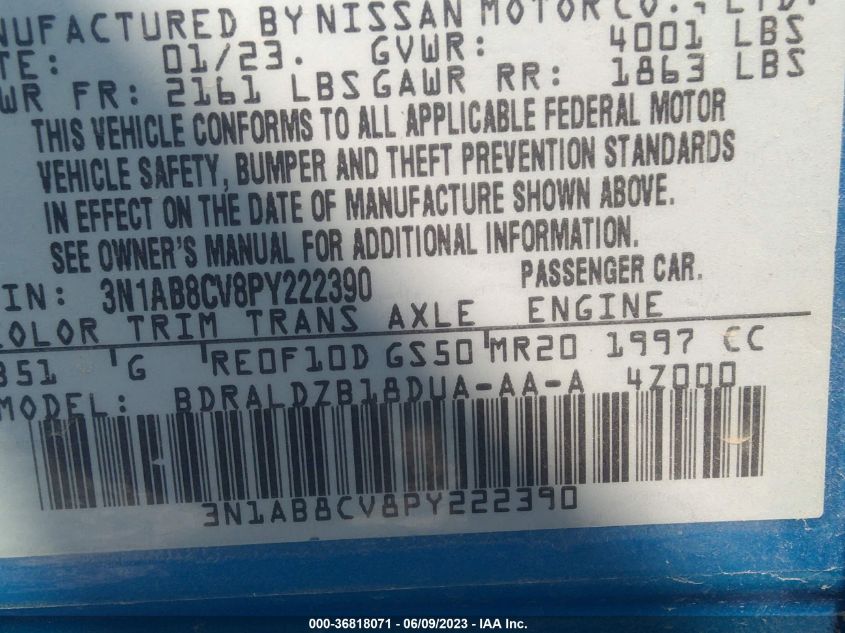 NUFACTURED BY NISSAN MOTOR CO., LTD.
TE: 01/23. GVWR: 4001 LBS
WR FR: 2161 LBS GAWR RR: 1863 LBS
THIS VEHICLE CONFORMS TO ALL APPLICABLE FEDERAL MOTOR
VEHICLE SAFETY, BUMPER AND THEFT PREVENTION STANDARDS
IN EFFECT ON THE DATE OF MANUFACTURE SHOWN ABOVE.
SEE OWNER'S MANUAL FOR ADDITIONAL INFORMATION.
IN: 3N1AB8CV8PY222390 PASSENGER CAR.
COLOR TRIM TRANS AXLE ENGINE
B51 G RE0F10D GS50 MR20 1997 CC
MODEL: BDRALDZB18DUA-AA-A 4Z000
3N1AB8CV8PY222390
000-36818071 - 06/09/2023 - IAA Inc.